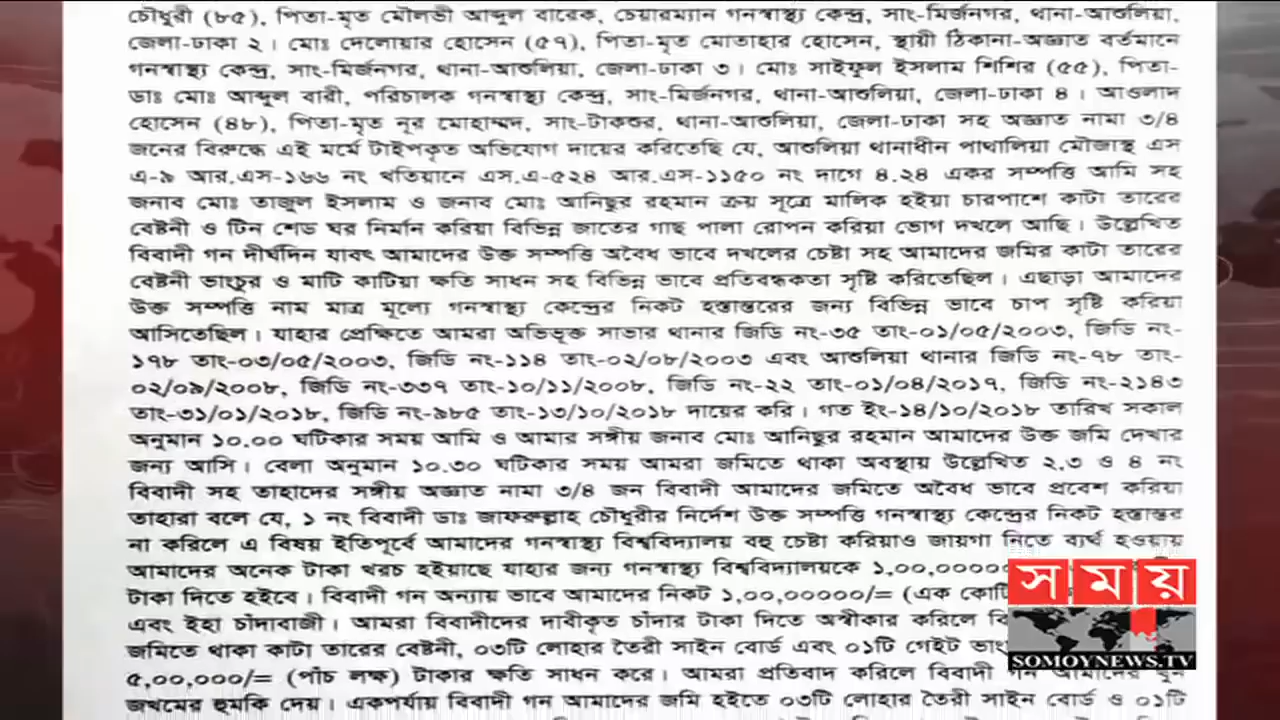 চৌধুরী (৮৫), পিতা-মৃত মৌলভী আব্দুল বারেক, চেয়ারম্যান গনস্বাস্থ্য কেন্দ্র, সাং-মির্জনগর, থানা-আশুলিয়া,
জেলা-ঢাকা ২। মোঃ দেলোয়ার হোসেন (৫৭), পিতা-মৃত মোতাহার হোসেন, স্থায়ী ঠিকানা-অজ্ঞাত বর্তমানে
গনস্বাস্থ্য কেন্দ্র, সাং-মির্জনগর, থানা-আশুলিয়া, জেলা-ঢাকা ৩। মোঃ সাইফুল ইসলাম শিশির (৫৫), পিতা-
ডাঃ মোঃ আব্দুল বারী, পরিচালক গনস্বাস্থ্য কেন্দ্র, সাং-মির্জনগর, থানা-আশুলিয়া, জেলা-ঢাকা ৪। আওলাদ
হোসেন (৪৮), পিতা-মৃত নূর মোহাম্মদ, সাং-টাকশুর, থানা-আশুলিয়া, জেলা-ঢাকা সহ অজ্ঞাত নামা ৩/৪
জনের বিরুদ্ধে এই মর্মে টাইপকৃত অভিযোগ দায়ের করিতেছি যে, আশুলিয়া থানাধীন পাথালিয়া মৌজাস্থ এস
এ-৯ আর.এস-১৬৬ নং খতিয়ানে এস.এ-৫২৪ আর.এস-১১৫০ নং দাগে ৪.২৪ একর সম্পত্তি আমি সহ
জনাব মোঃ তাজুল ইসলাম ও জনাব মোঃ আনিছুর রহমান ক্রয় সূত্রে মালিক হইয়া চারপাশে কাটা তারের
বেষ্টনী ও টিন শেড ঘর নির্মান করিয়া বিভিন্ন জাতের গাছ পালা রোপন করিয়া ভোগ দখলে আছি। উল্লেখিত
বিবাদী গন দীর্ঘদিন যাবৎ আমাদের উক্ত সম্পত্তি অবৈধ ভাবে দখলের চেষ্টা সহ আমাদের জমির কাটা তারের
বেষ্টনী ভাংচুর ও মাটি কাটিয়া ক্ষতি সাধন সহ বিভিন্ন ভাবে প্রতিবন্ধকতা সৃষ্টি করিতেছিল। এছাড়া আমাদের
উক্ত সম্পত্তি নাম মাত্র মূল্যে গনস্বাস্থ্য কেন্দ্রের নিকট হস্তান্তরের জন্য বিভিন্ন ভাবে চাপ সৃষ্টি করিয়া
আসিতেছিল। যাহার প্রেক্ষিতে আমরা অভিভূক্ত সাভার থানার জিডি নং-৩৫ তাং-০১/০৫/২০০৩, জিডি নং-
১৭৮ তাং-০৩/০৫/২০০৩, জিডি নং-১১৪ তাং-০২/০৮/২০০৩ এবং আশুলিয়া থানার জিডি নং-৭৮ তাং-
০২/০৯/২০০৮, জিডি নং-৩৩৭ তাং-১০/১১/২০০৮, জিডি নং-২২ তাং-০১/০৪/২০১৭, জিডি নং-২১৪৩
তাং-৩১/০১/২০১৮, জিডি নং-৯৮৫ তাং-১৩/১০/২০১৮ দায়ের করি। গত ইং-১৪/১০/২০১৮ তারিখ সকাল
অনুমান ১০.০০ ঘটিকার সময় আমি ও আমার সঙ্গীয় জনাব মোঃ আনিছুর রহমান আমাদের উক্ত জমি দেখার
জন্য আসি। বেলা অনুমান ১০.৩০ ঘটিকার সময় আমরা জমিতে থাকা অবস্থায় উল্লেখিত ২,৩ ও ৪ নং
বিবাদী সহ তাহাদের সঙ্গীয় অজ্ঞাত নামা ৩/৪ জন বিবাদী আমাদের জমিতে অবৈধ ভাবে প্রবেশ করিয়া
তাহারা বলে যে, ১ নং বিবাদী ডাঃ জাফরুল্লাহ চৌধুরীর নির্দেশ উক্ত সম্পত্তি গনস্বাস্থ্য কেন্দ্রের নিকট হস্তান্তর
না করিলে এ বিষয় ইতিপূর্বে আমাদের গনস্বাস্থ্য বিশ্ববিদ্যালয় বহু চেষ্টা করিয়াও জায়গা নিতে ব্যর্থ হওয়ায়
আমাদের অনেক টাকা খরচ হইয়াছে যাহার জন্য গনস্বাস্থ্য বিশ্ববিদ্যালয়কে ১,০০,০০০০০
টাকা দিতে হইবে। বিবাদী গন অন্যায় ভাবে আমাদের নিকট ১,০০,০০০০০/= (এক কোটি
এবং ইহা চাঁদাবাজী। আমরা বিবাদীদের দাবীকৃত চাঁদার টাকা দিতে অস্বীকার করিলে
জমিতে থাকা কাটা তারের বেষ্টনী, ০৩টি লোহার তৈরী সাইন বোর্ড এবং ০১টি গেইট
৫,০০,০০০/= (পাঁচ লক্ষ) টাকার ক্ষতি সাধন করে। আমরা প্রতিবাদ করিলে বিবাদী গন আমাদের খুন
জখমের হুমকি দেয়। একপর্যায় বিবাদী গন আমাদের জমি হইতে ০৩টি লোহার তৈরী সাইন বোর্ড ও ০১টি
সময়
SOMOYNEWS.TV